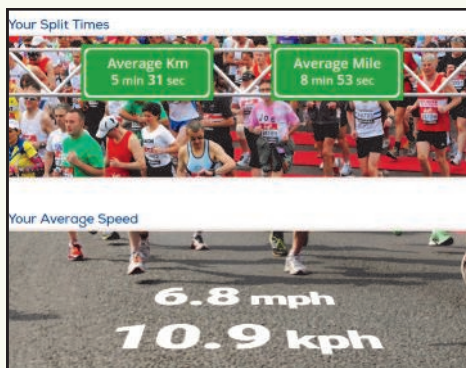 Your Split Times
Average Km
5 min 31 sec
Average Mile
8 min 53 sec
Your Average Speed
6.8 mph
10.9 kph